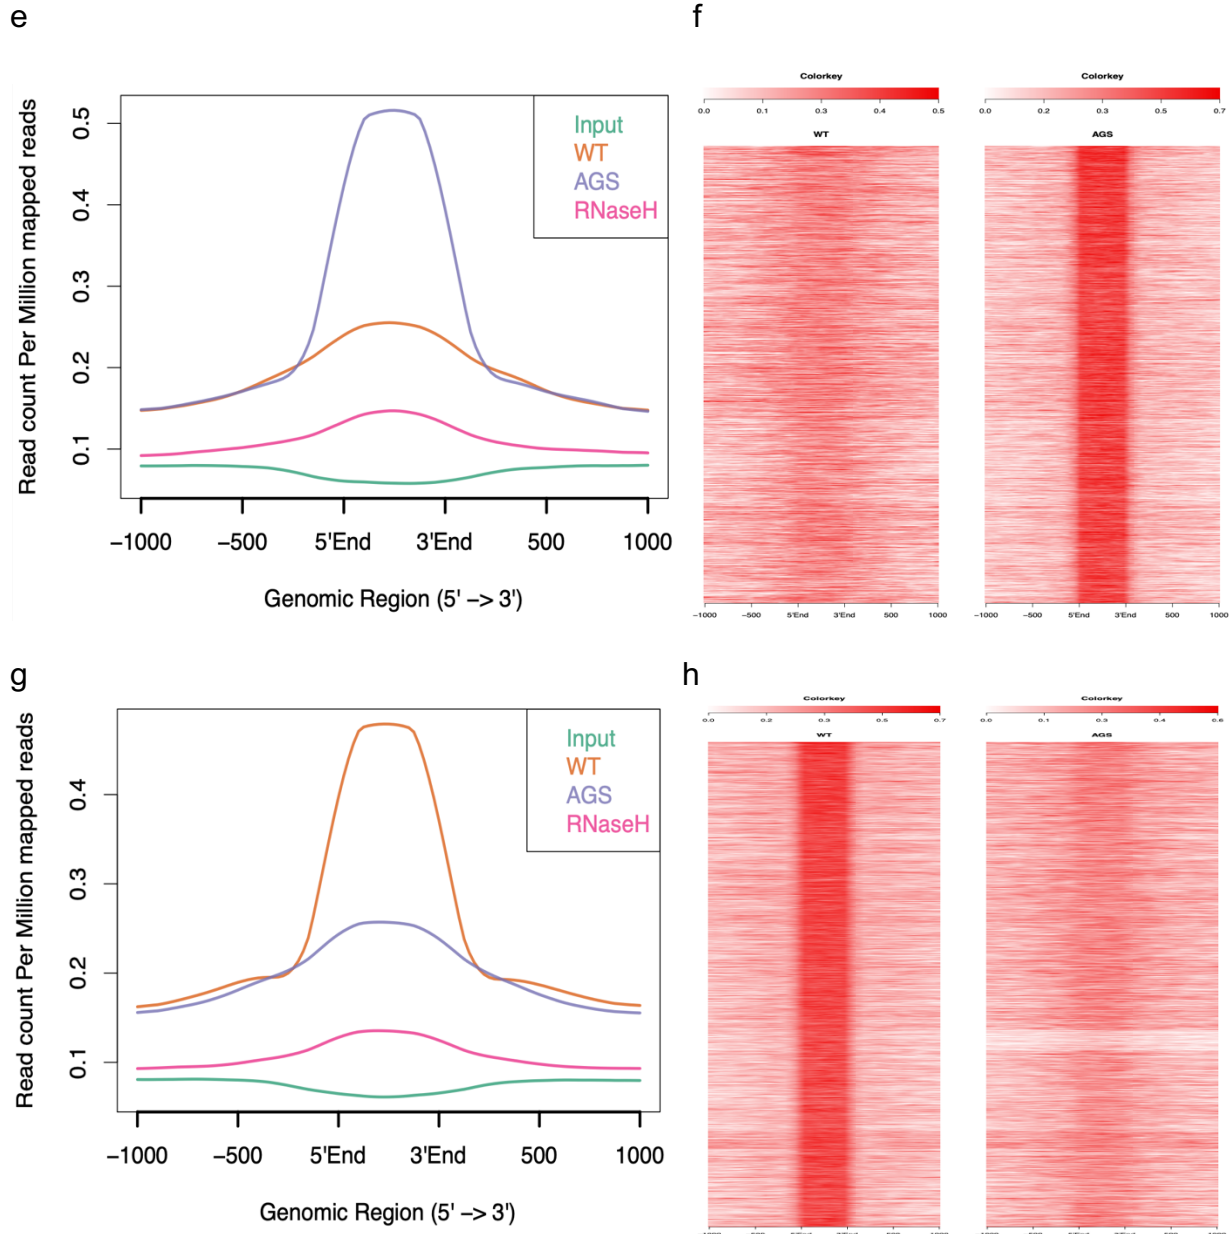 e
Read count Per Million mapped reads
0.5
0.4
0.3
0.2
0.1
Input
WT
AGS
RNaseH
−1000 −500 5'End 3'End 500 1000
Genomic Region (5' −> 3')
f
Colorkey
0.0 0.1 0.3 0.4 0.5
WT
−1000 −500 5'End 3'End 500 1000
Colorkey
0.0 0.2 0.3 0.5 0.7
AGS
−1000 −500 5'End 3'End 500 1000
g
Read count Per Million mapped reads
0.4
0.3
0.2
0.1
Input
WT
AGS
RNaseH
−1000 −500 5'End 3'End 500 1000
Genomic Region (5' −> 3')
h
Colorkey
0.0 0.2 0.3 0.5 0.7
WT
Colorkey
0.0 0.1 0.3 0.4 0.6
AGS